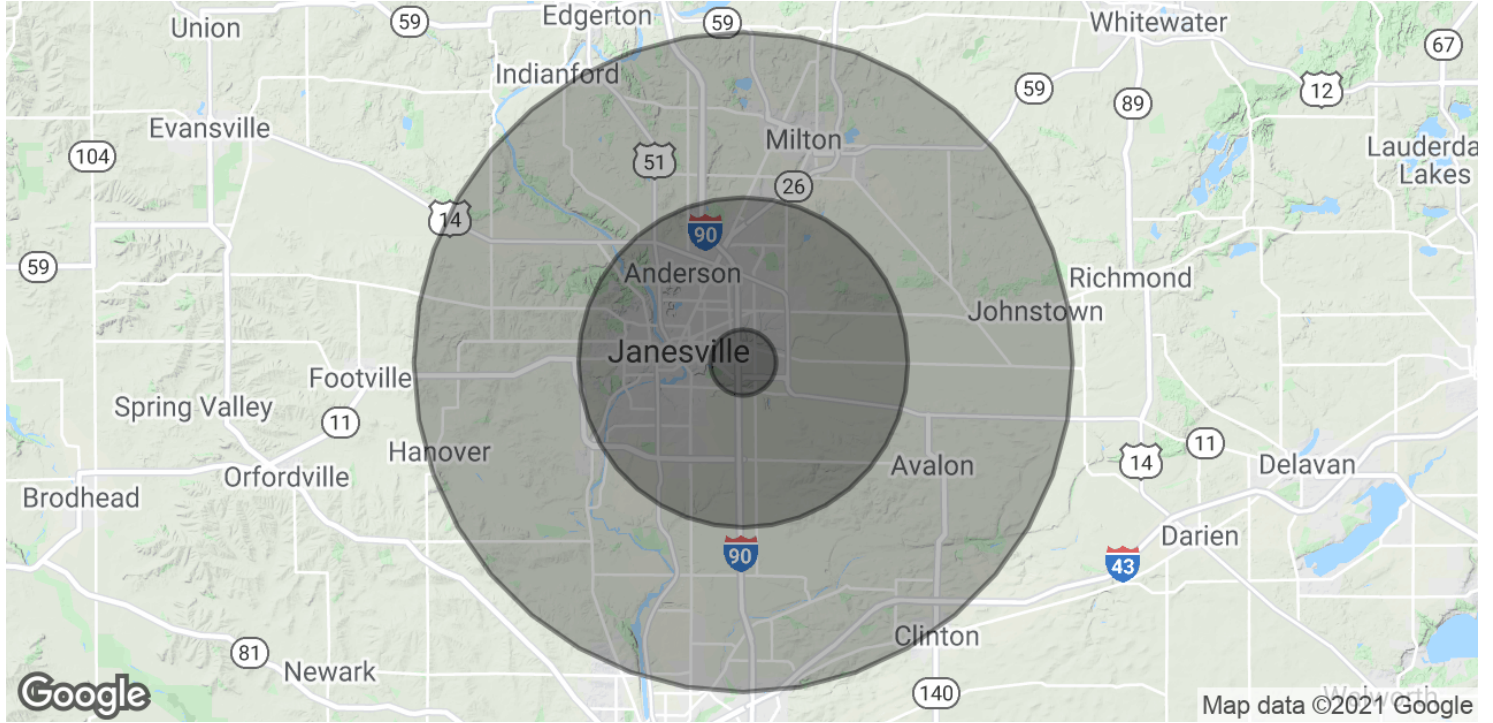 Edgerton
59
59
Union
Whitewater
67
Indianford
59
12
89
Evansville
104
Milton
51
Lauderda
Lakes
26
14
90
59
Anderson
Richmond
Johnstown
Janesville
Footville
Spring Valley
11
Hanover
11
14
Avalon
Delavan
Orfordville
Brodhead
Darien
90
43
Clinton
81
Newark
Google
140
Walworth
Map data ©2021 Google